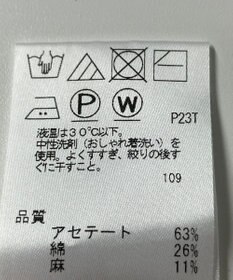 P W P23T
液温は30℃以下。
中性洗剤(おしゃれ着洗い)を
使用。よくすすぎ、絞りの後す
ぐに干すこと。
109
品質
アセテート 63%
綿 26%
麻 11%